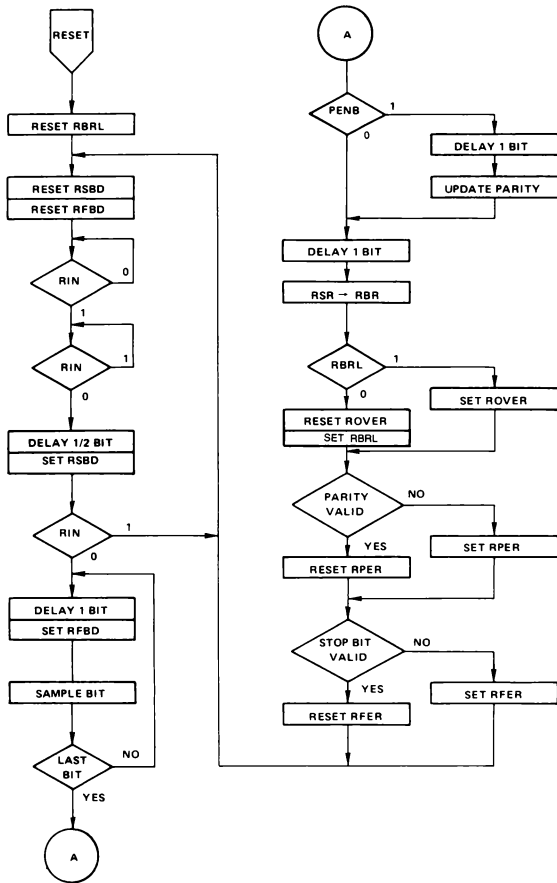 RESET
RESET RBRL
RESET RSBD
RESET RFBD
RIN
0
1
RIN
1
0
DELAY 1/2 BIT
SET RSBD
RIN
1
0
DELAY 1 BIT
SET RFBD
SAMPLE BIT
LAST
BIT
NO
YES
A
A
PENB
1
0
DELAY 1 BIT
UPDATE PARITY
DELAY 1 BIT
RSR → RBR
RBRL
1
0
SET ROVER
RESET ROVER
SET RBRL
PARITY
VALID
NO
YES
SET RPER
RESET RPER
STOP BIT
VALID
NO
YES
SET RFER
RESET RFER